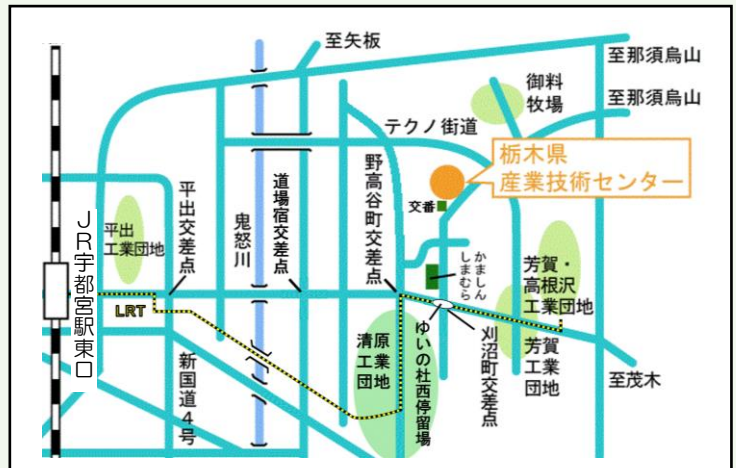 至矢板
至那須烏山
御料
牧場
至那須烏山
テクノ街道
栃木県
産業技術センター
交番
野高谷町交差点
道場宿交差点
鬼怒川
平出交差点
平出
工業団地
JR宇都宮駅東口
LRT
新国道4号
かましん
しまむら
芳賀・
高根沢
工業団地
清原
工業
団地
ゆいの杜西停留場
刈沼町交差点
芳賀
工業
団地
至茂木